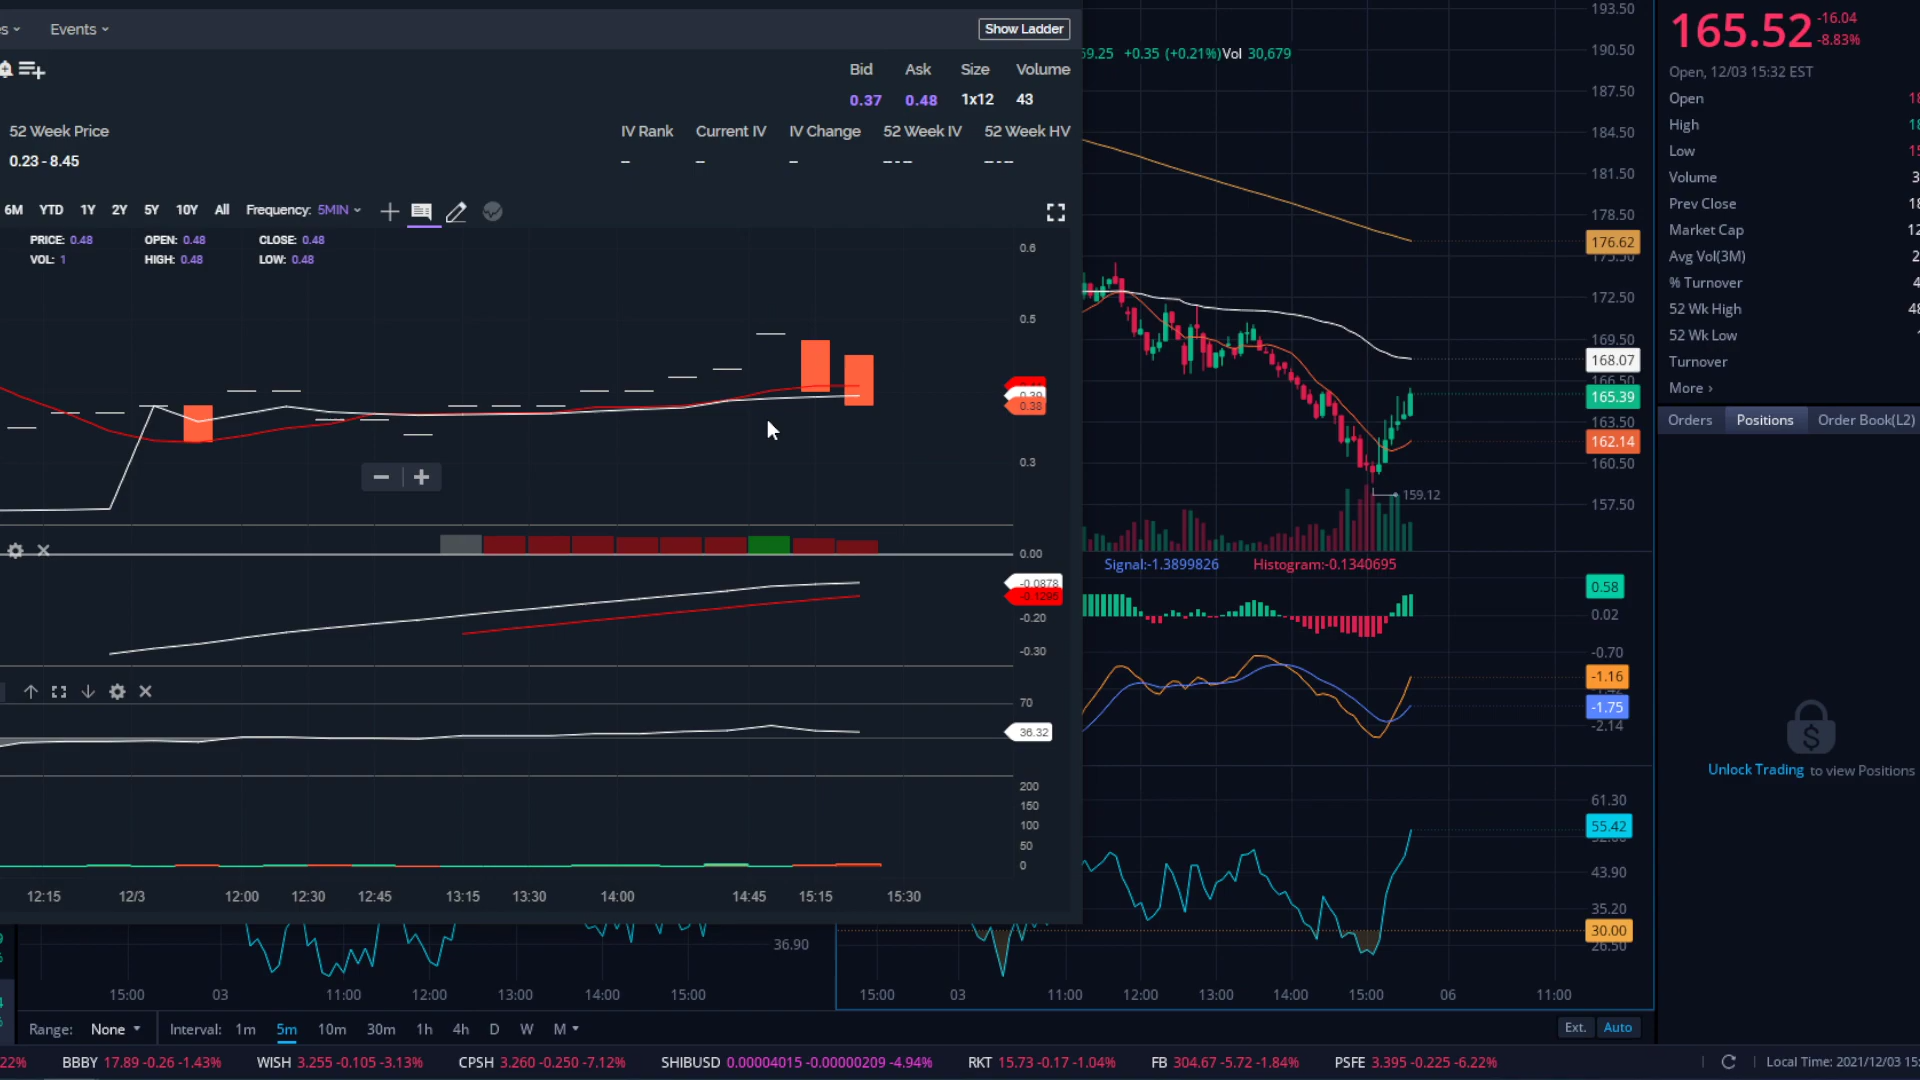 Events
Show Ladder
Bid Ask Size Volume
0.37 0.48 1x12 43
52 Week Price
0.23 - 8.45
IV Rank Current IV IV Change 52 Week IV 52 Week HV
– – – –-– –-–
6M YTD 1Y 2Y 5Y 10Y All Frequency: 5MIN
PRICE: 0.48 OPEN: 0.48 CLOSE: 0.48
VOL: 1 HIGH: 0.48 LOW: 0.48
0.6
0.5
0.38
0.3
0.00
-0.0878
-0.1295
-0.20
-0.30
70
36.32
200
150
100
50
0
12:15 12/3 12:00 12:30 12:45 13:15 13:30 14:00 14:45 15:15 15:30
+0.35 (+0.21%) Vol 30,679
193.50
190.50
187.50
184.50
181.50
178.50
176.62
172.50
169.50
168.07
166.50
165.39
163.50
162.14
160.50
159.12
157.50
Signal:-1.3899826 Histogram:-0.1340695
0.58
0.02
-0.70
-1.16
-1.75
-2.14
61.30
55.42
43.90
35.20
30.00
26.50
36.90
15:00 03 11:00 12:00 13:00 14:00 15:00
15:00 03 11:00 12:00 13:00 14:00 15:00 06 11:00
Range: None Interval: 1m 5m 10m 30m 1h 4h D W M
Ext. Auto
165.52 -16.04
-8.83%
Open, 12/03 15:32 EST
Open
High
Low
Volume
Prev Close
Market Cap
Avg Vol(3M)
% Turnover
52 Wk High
52 Wk Low
Turnover
More ›
Orders Positions Order Book(L2)
Unlock Trading to view Positions
22% BBBY 17.89 -0.26 -1.43% WISH 3.255 -0.105 -3.13% CPSH 3.260 -0.250 -7.12% SHIBUSD 0.00004015 -0.00000209 -4.94% RKT 15.73 -0.17 -1.04% FB 304.67 -5.72 -1.84% PSFE 3.395 -0.225 -6.22%
Local Time: 2021/12/03